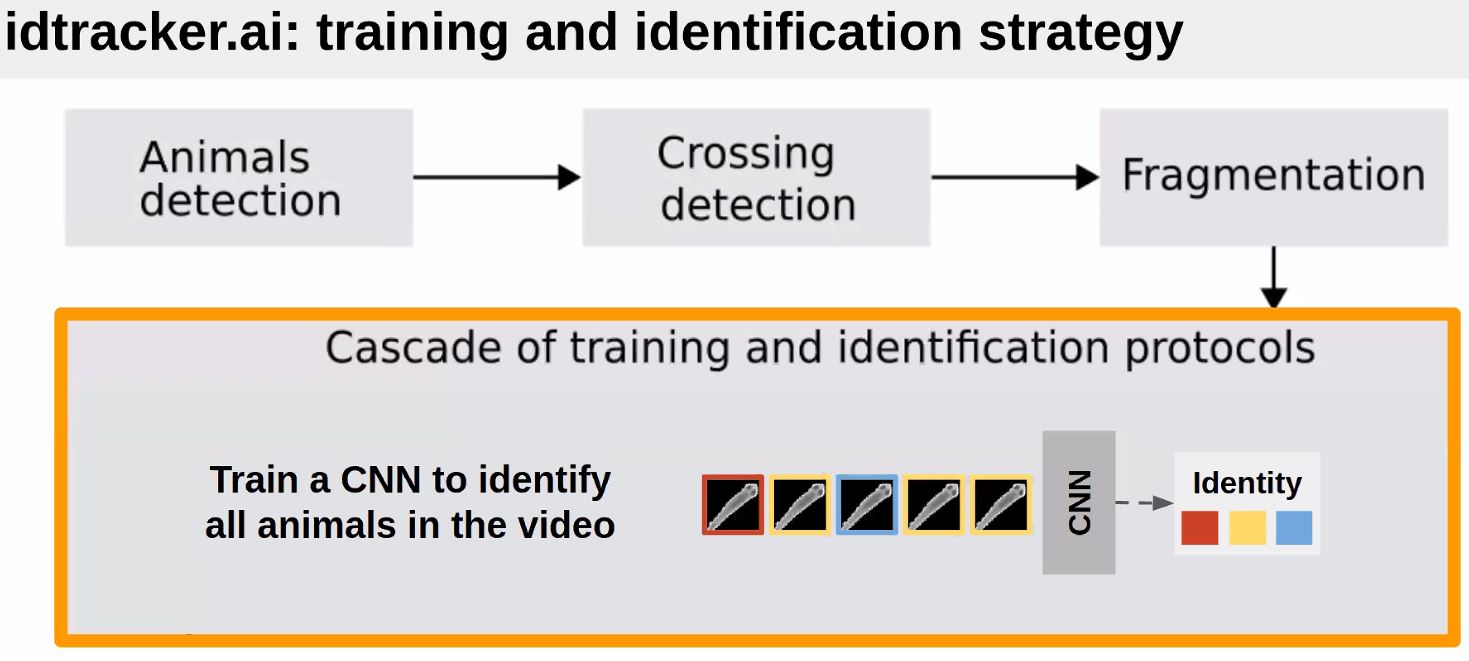 idtracker.ai: training and identification strategy
Animals
detection
Crossing
detection
Fragmentation
Cascade of training and identification protocols
Train a CNN to identify
all animals in the video
CNN
Identity